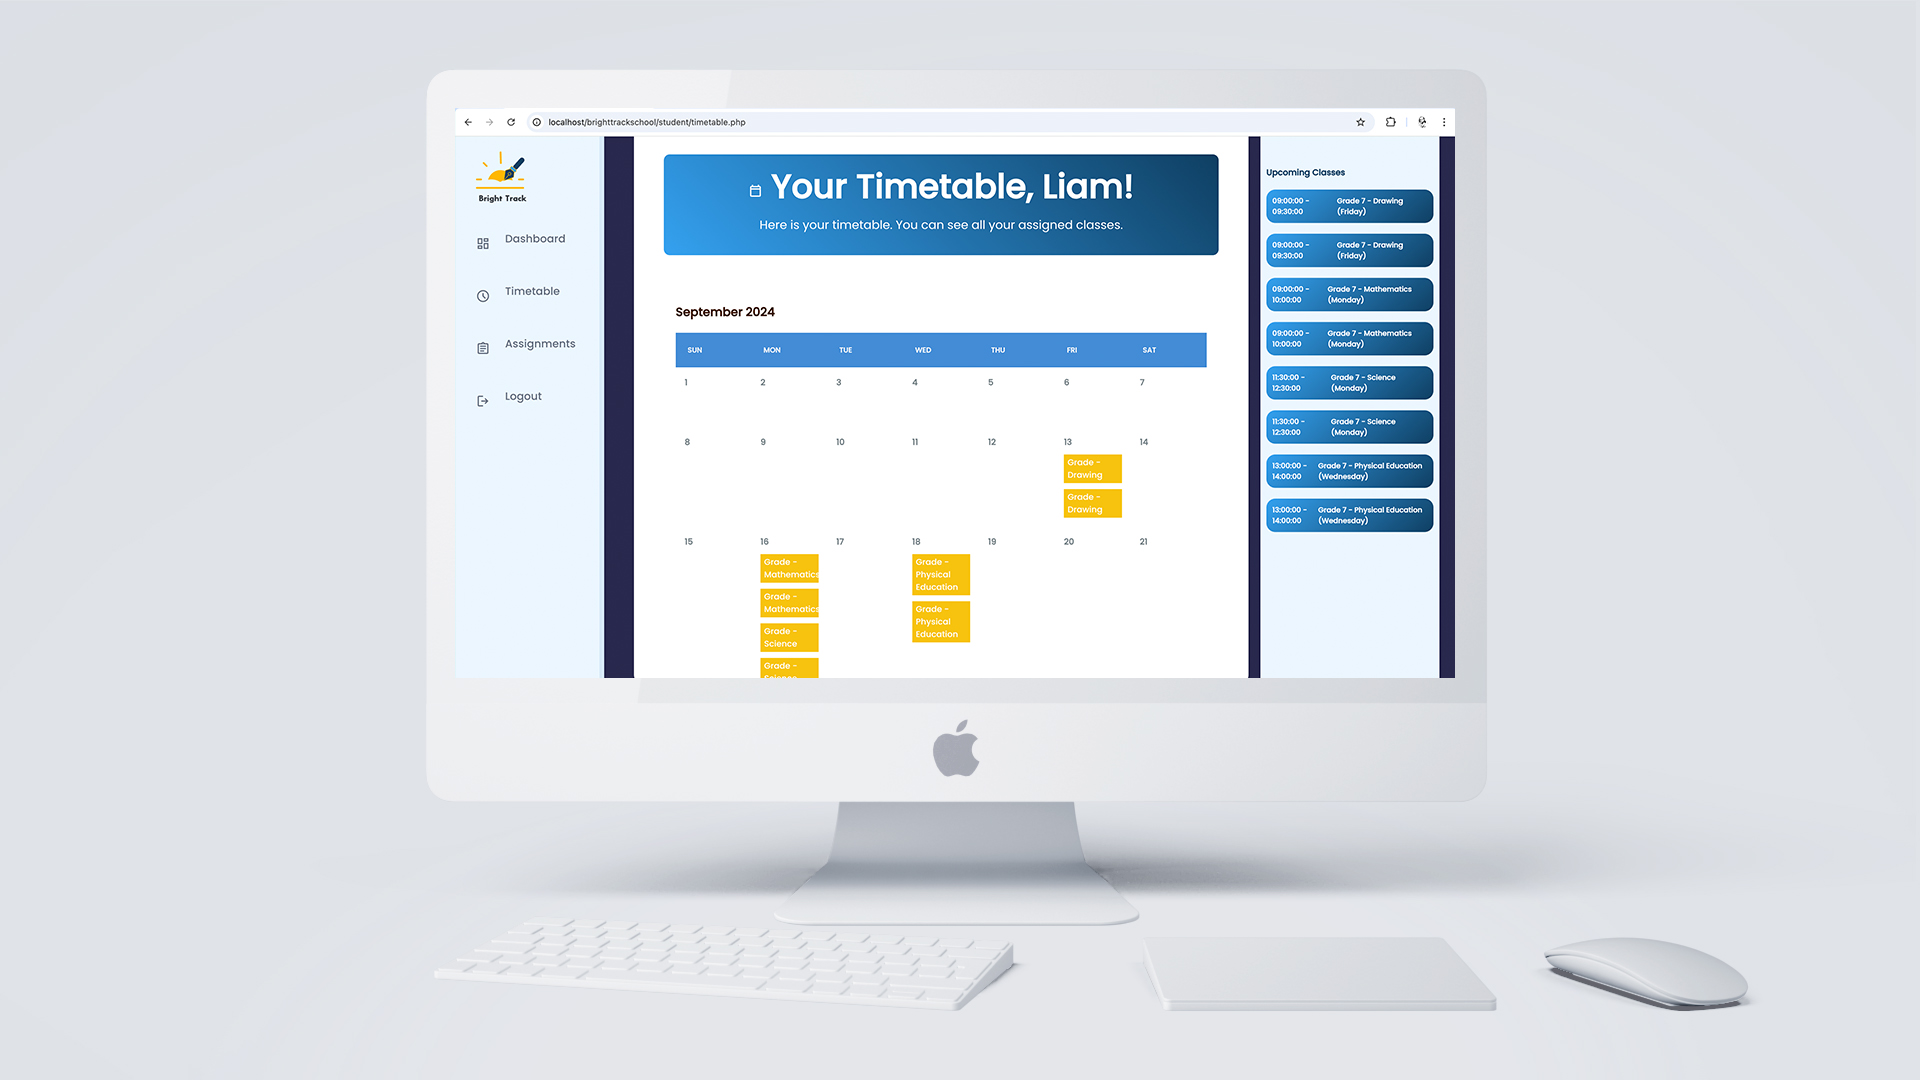 localhost/brighttrackschool/student/timetable.php
Bright Track
Dashboard
Timetable
Assignments
Logout
Your Timetable, Liam!
Here is your timetable. You can see all your assigned classes.
September 2024
SUN MON TUE WED THU FRI SAT
1 2 3 4 5 6 7
8 9 10 11 12 13 14
Grade -
Drawing
Grade -
Drawing
15 16 17 18 19 20 21
Grade -
Mathematics
Grade -
Mathematics
Grade -
Science
Grade -
Science
Grade -
Physical
Education
Grade -
Physical
Education
Upcoming Classes
09:00:00 - Grade 7 - Drawing
09:30:00 (Friday)
09:00:00 - Grade 7 - Drawing
09:30:00 (Friday)
09:00:00 - Grade 7 - Mathematics
10:00:00 (Monday)
09:00:00 - Grade 7 - Mathematics
10:00:00 (Monday)
11:30:00 - Grade 7 - Science
12:30:00 (Monday)
11:30:00 - Grade 7 - Science
12:30:00 (Monday)
13:00:00 - Grade 7 - Physical Education
14:00:00 (Wednesday)
13:00:00 - Grade 7 - Physical Education
14:00:00 (Wednesday)